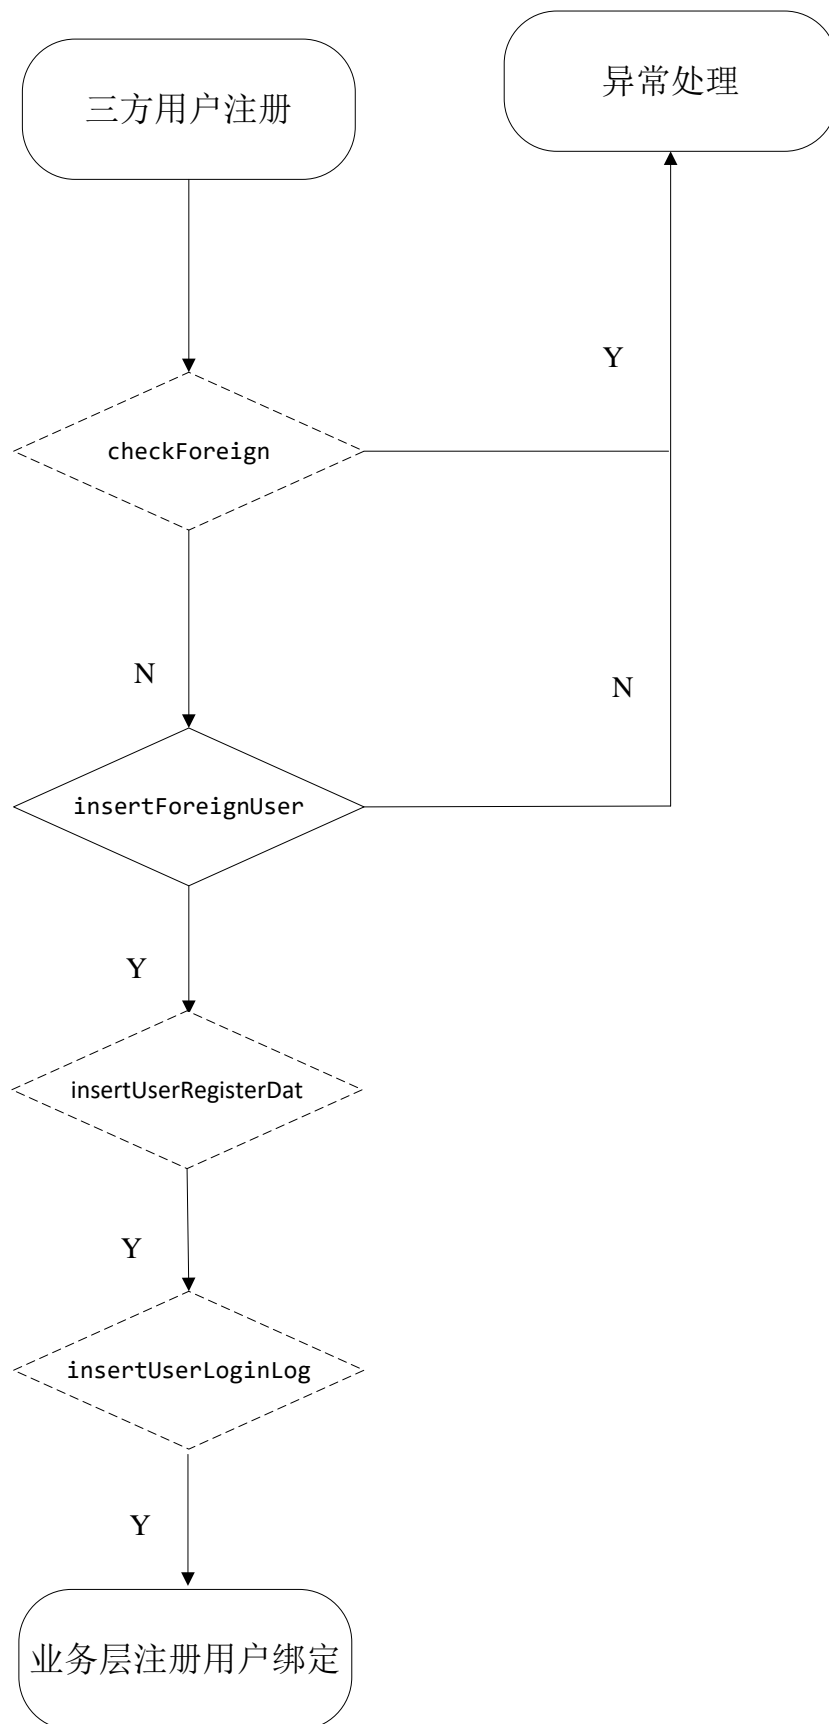 三方用户注册
异常处理
Y
checkForeign
N
N
insertForeignUser
Y
insertUserRegisterDat
Y
insertUserLoginLog
Y
业务层注册用户绑定